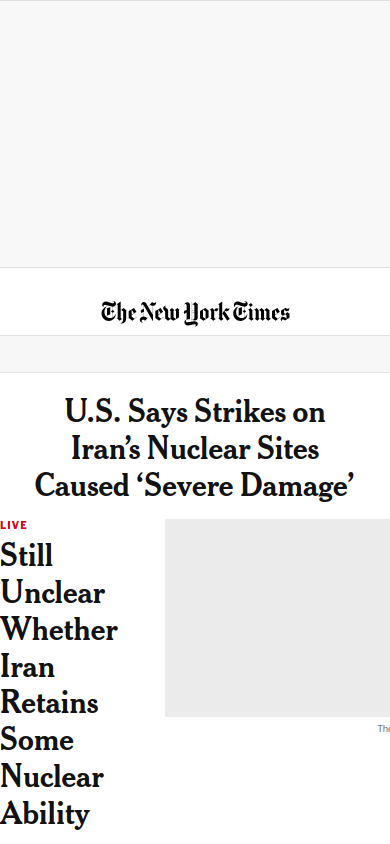 The New York Times
U.S. Says Strikes on
Iran’s Nuclear Sites
Caused ‘Severe Damage’
LIVE
Still
Unclear
Whether
Iran
Retains
Some
Nuclear
Ability